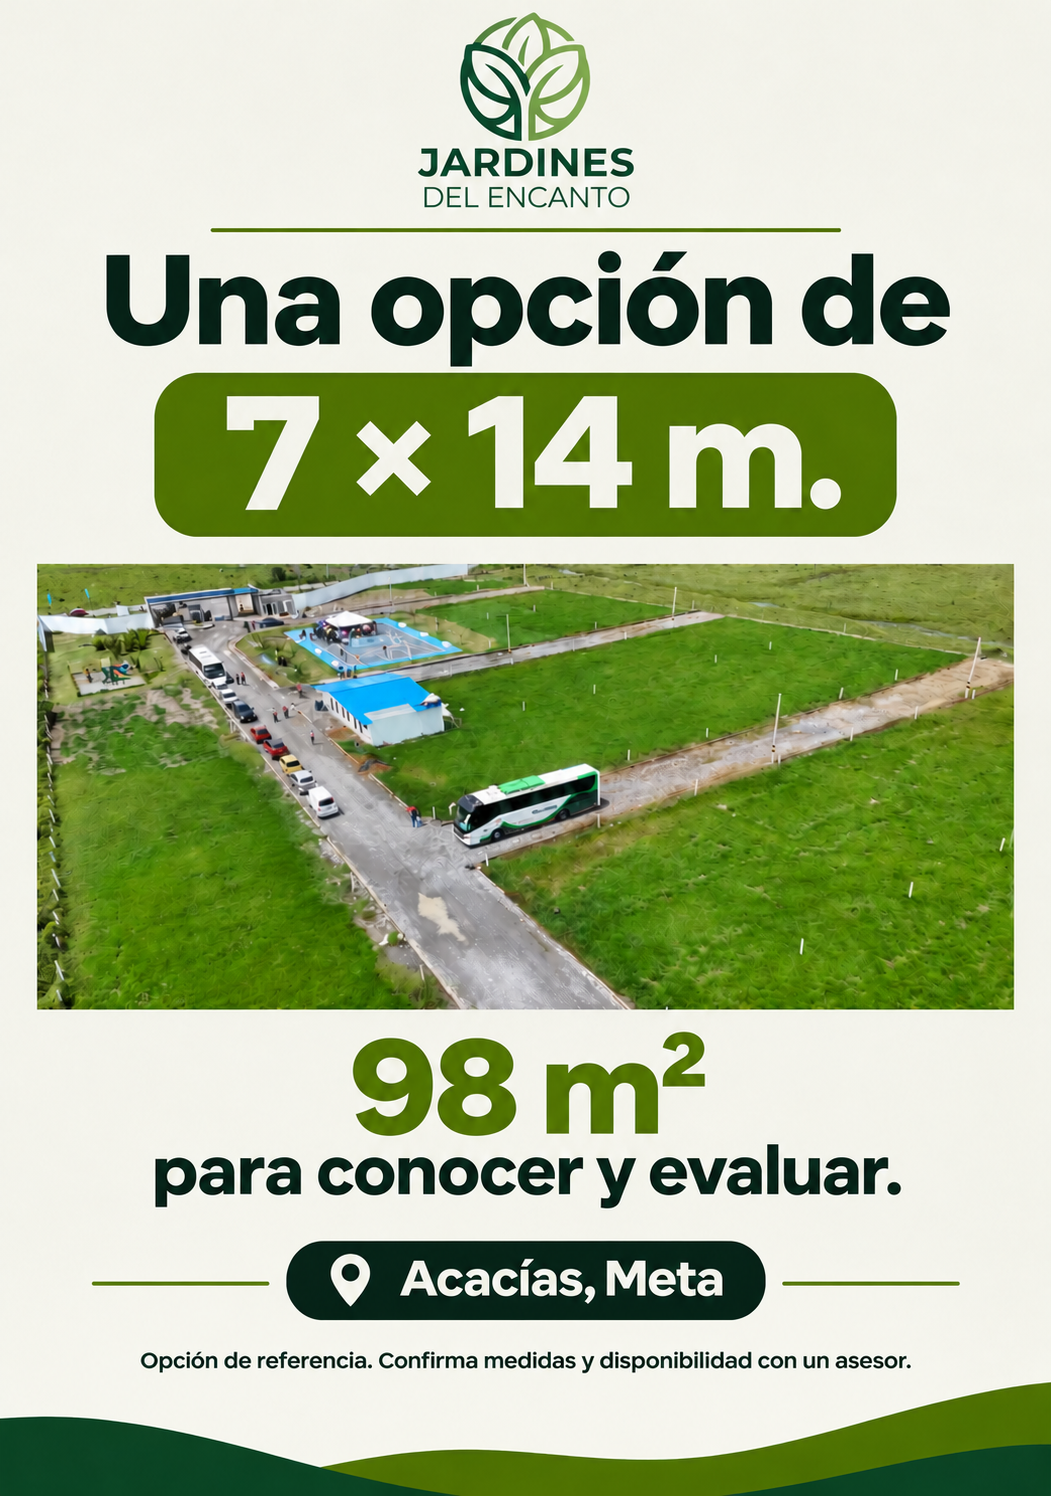 JARDINES
DEL ENCANTO
Una opción de
7 × 14 m.
98 m²
para conocer y evaluar.
Acacías, Meta
Opción de referencia. Confirma medidas y disponibilidad con un asesor.